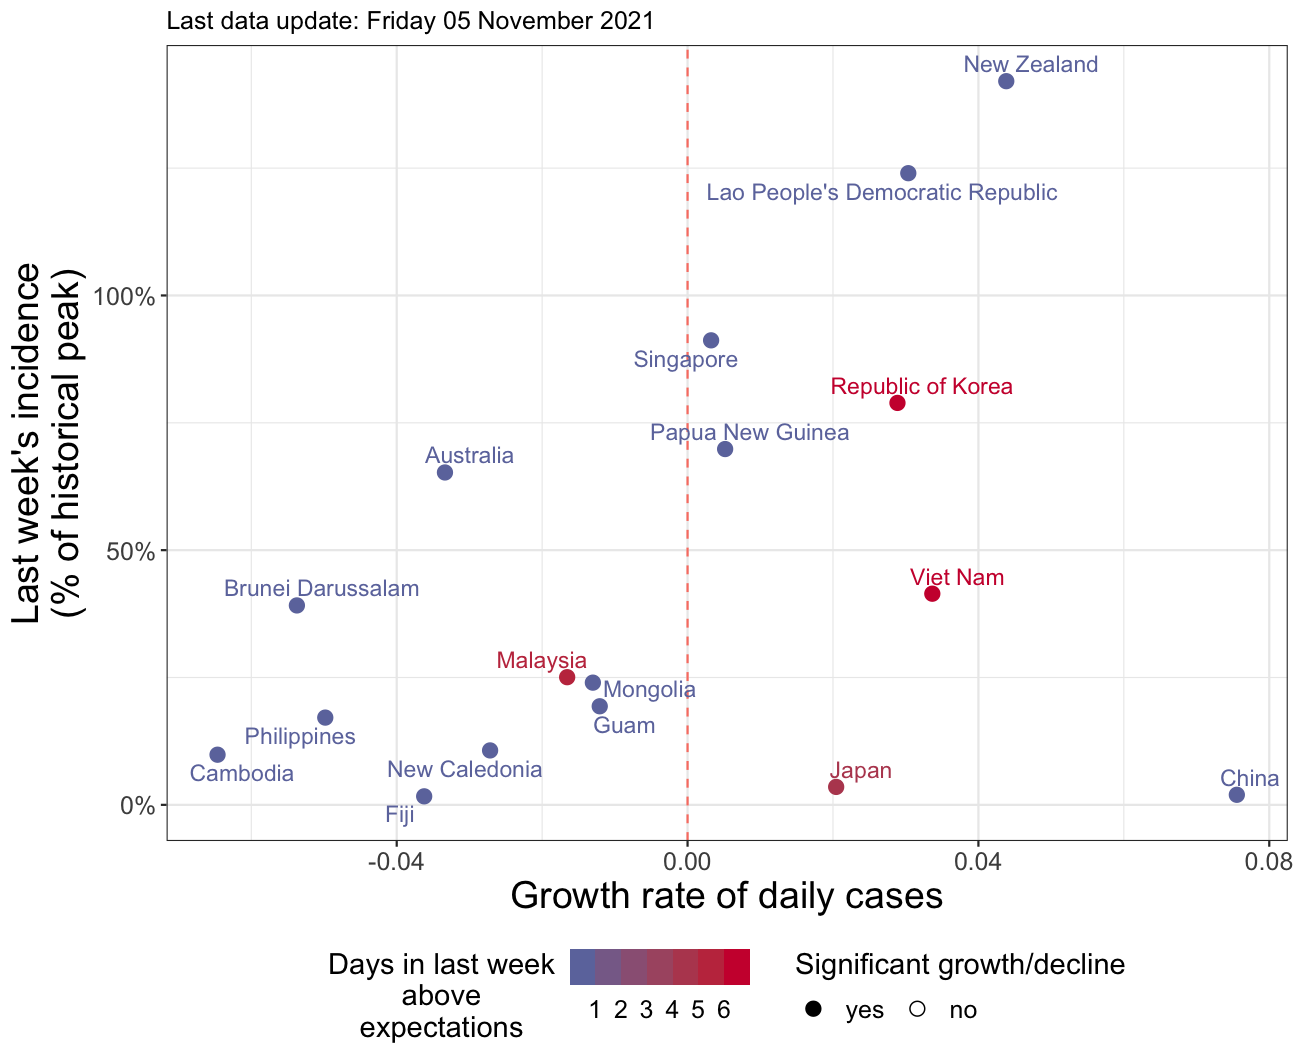 Last data update: Friday 05 November 2021
New Zealand
Lao People's Democratic Republic
100%
Singapore
Republic of Korea
Papua New Guinea
Australia
50%
Viet Nam
Brunei Darussalam
Malaysia
Mongolia
Guam
Philippines
New Caledonia
Cambodia
Japan
China
Fiji
0%
Last week's incidence
(% of historical peak)
-0.04
0.00
0.04
0.08
Growth rate of daily cases
Days in last week
above
expectations
1 2 3 4 5 6
Significant growth/decline
yes no